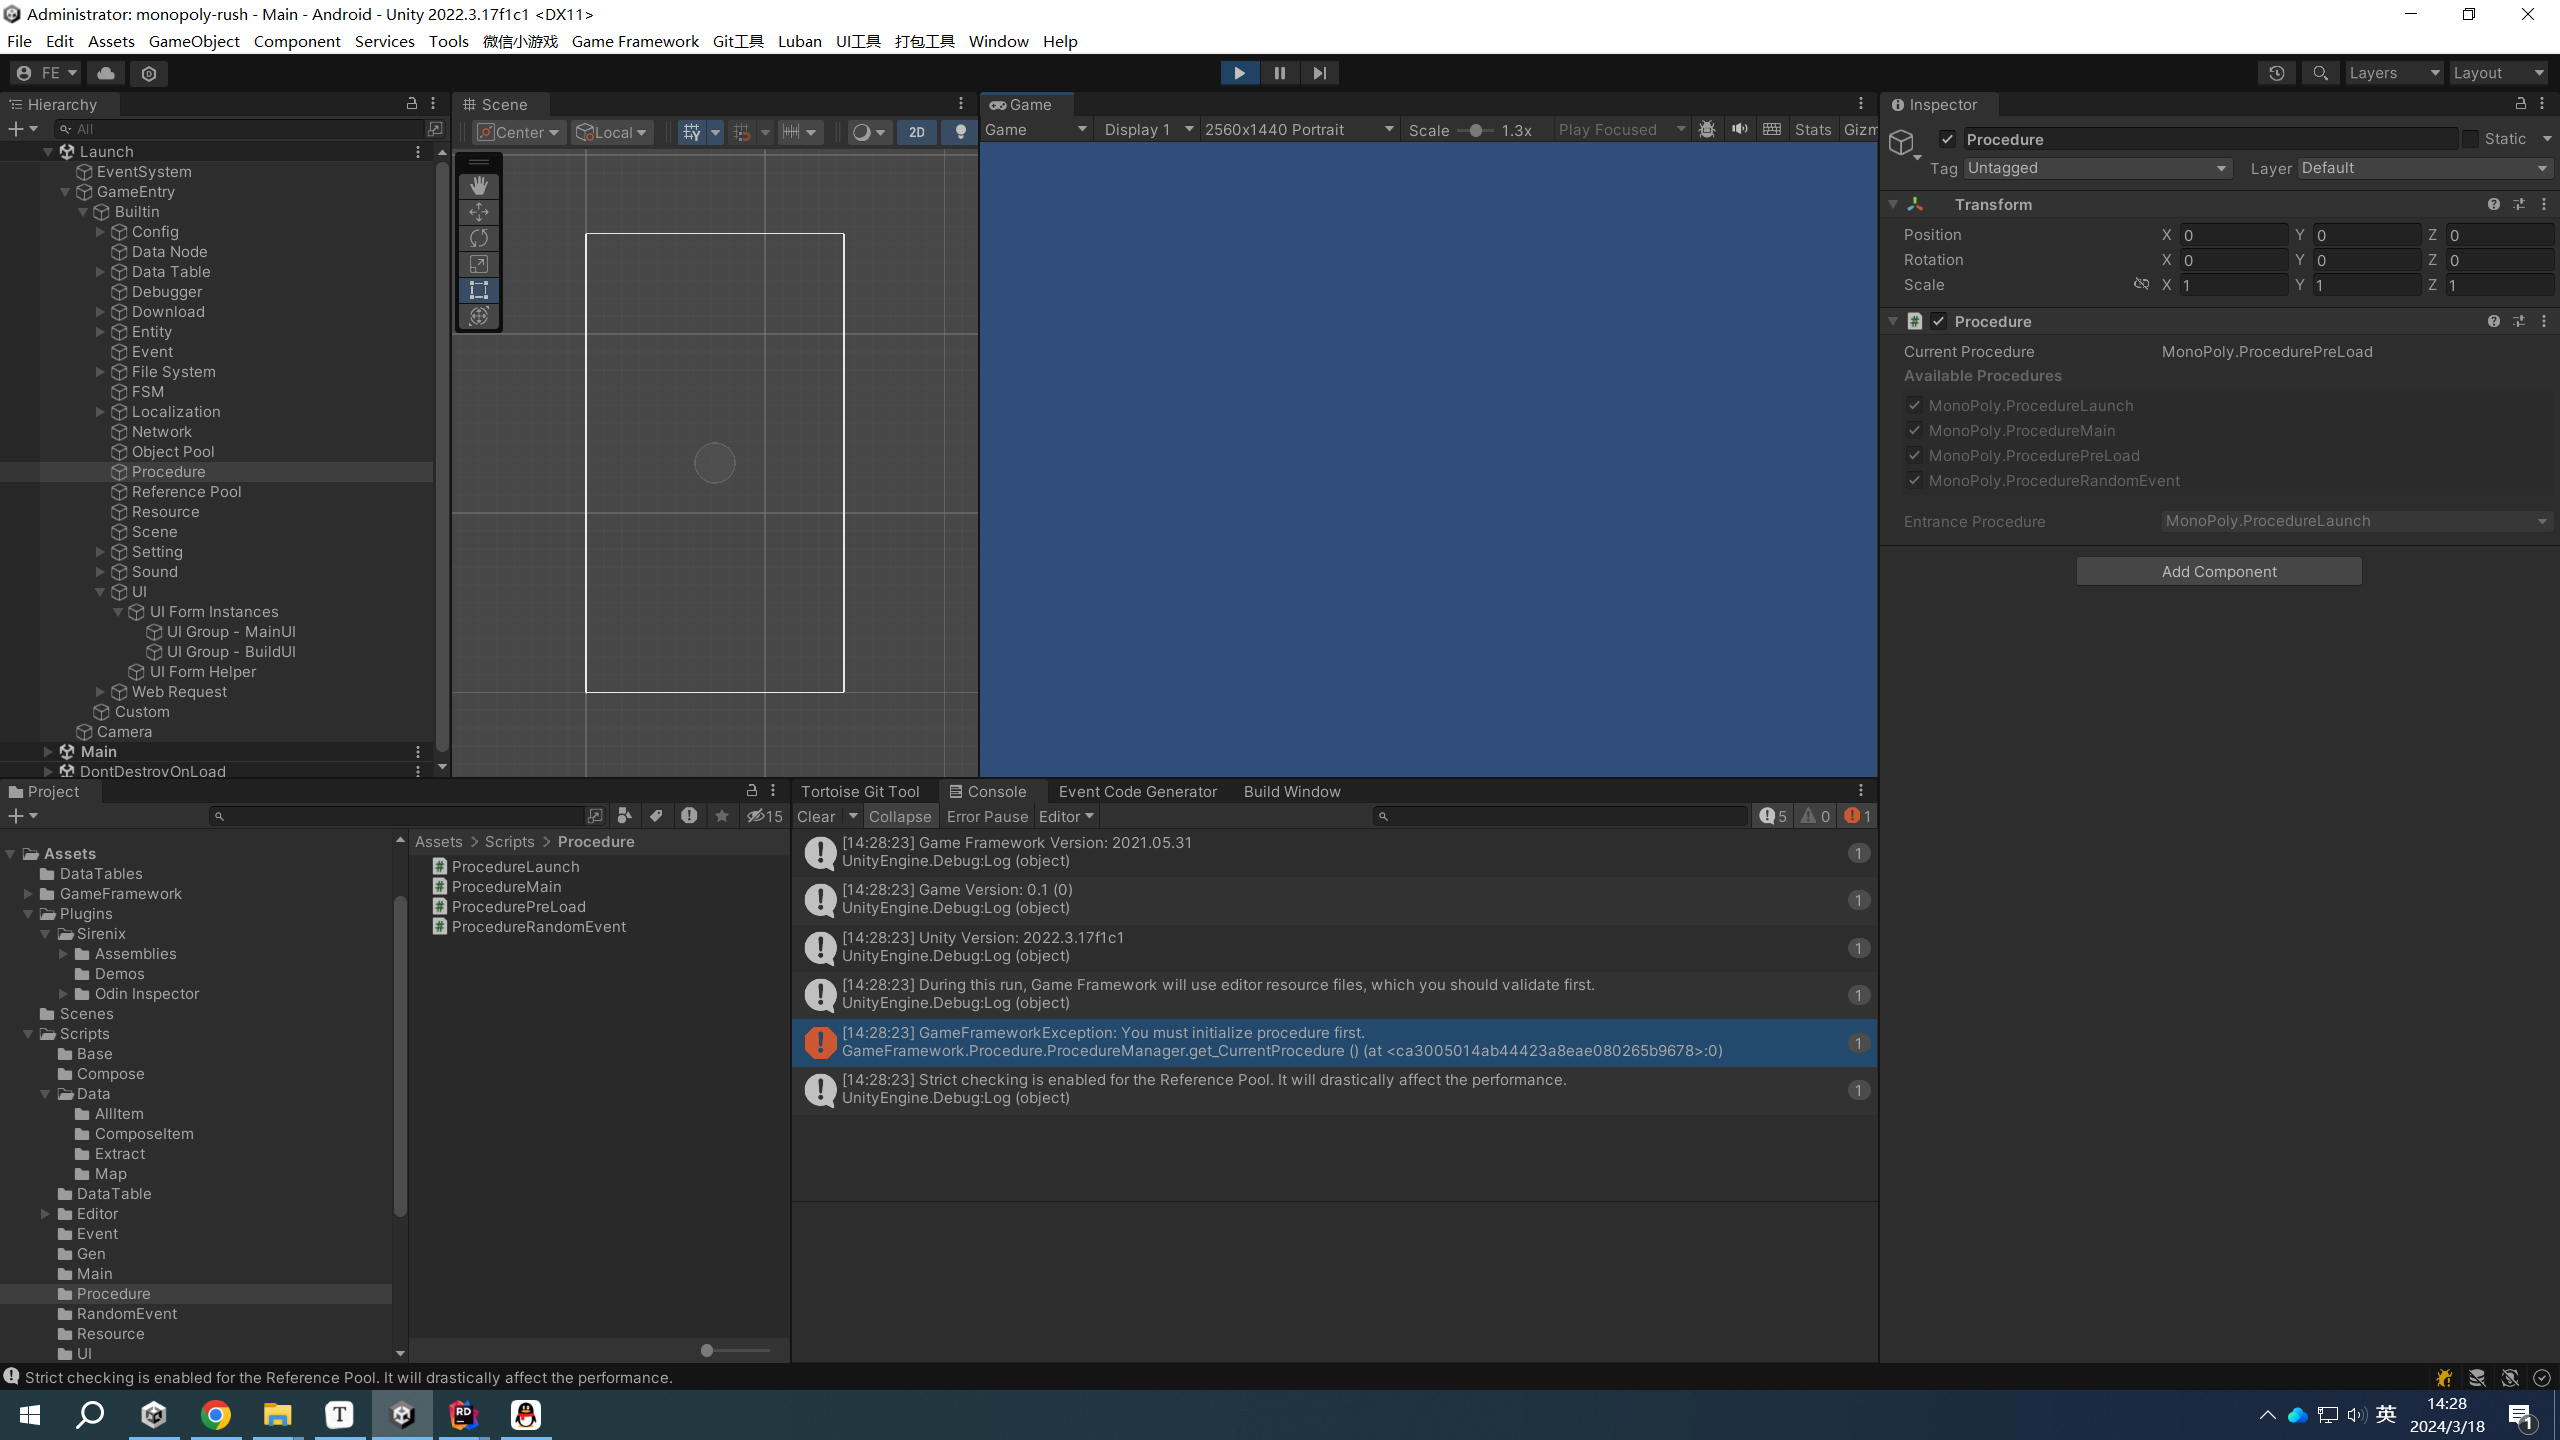 Administrator: monopoly-rush - Main - Android - Unity 2022.3.17f1c1 <DX11>
File Edit Assets GameObject Component Services Tools 微信小游戏 Game Framework Git工具 Luban UI工具 打包工具 Window Help
FE
Layers Layout
Hierarchy
All
Launch
EventSystem
GameEntry
Builtin
Config
Data Node
Data Table
Debugger
Download
Entity
Event
File System
FSM
Localization
Network
Object Pool
Procedure
Reference Pool
Resource
Scene
Setting
Sound
UI
UI Form Instances
UI Group - MainUI
UI Group - BuildUI
UI Form Helper
Web Request
Custom
Camera
Main
DontDestroyOnLoad
Scene
Center Local 2D
Game
Game Display 1 2560x1440 Portrait Scale 1.3x Play Focused Stats Gizm
Inspector
Procedure Static
Tag Untagged Layer Default
Transform
Position X 0 Y 0 Z 0
Rotation X 0 Y 0 Z 0
Scale X 1 Y 1 Z 1
Procedure
Current Procedure MonoPoly.ProcedurePreLoad
Available Procedures
MonoPoly.ProcedureLaunch
MonoPoly.ProcedureMain
MonoPoly.ProcedurePreLoad
MonoPoly.ProcedureRandomEvent
Entrance Procedure MonoPoly.ProcedureLaunch
Add Component
Project
15
Assets
DataTables
GameFramework
Plugins
Sirenix
Assemblies
Demos
Odin Inspector
Scenes
Scripts
Base
Compose
Data
AllItem
ComposeItem
Extract
Map
DataTable
Editor
Event
Gen
Main
Procedure
RandomEvent
Resource
UI
Assets > Scripts > Procedure
ProcedureLaunch
ProcedureMain
ProcedurePreLoad
ProcedureRandomEvent
Tortoise Git Tool Console Event Code Generator Build Window
Clear Collapse Error Pause Editor 5 0 1
[14:28:23] Game Framework Version: 2021.05.31
UnityEngine.Debug:Log (object)
1
[14:28:23] Game Version: 0.1 (0)
UnityEngine.Debug:Log (object)
1
[14:28:23] Unity Version: 2022.3.17f1c1
UnityEngine.Debug:Log (object)
1
[14:28:23] During this run, Game Framework will use editor resource files, which you should validate first.
UnityEngine.Debug:Log (object)
1
[14:28:23] GameFrameworkException: You must initialize procedure first.
GameFramework.Procedure.ProcedureManager.get_CurrentProcedure () (at <ca3005014ab44423a8eae080265b9678>:0)
1
[14:28:23] Strict checking is enabled for the Reference Pool. It will drastically affect the performance.
UnityEngine.Debug:Log (object)
1
Strict checking is enabled for the Reference Pool. It will drastically affect the performance.
T
RD
英
14:28
2024/3/18
1